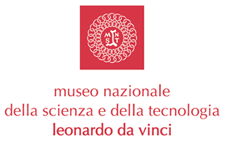 M N
S T
museo nazionale
della scienza e della tecnologia
leonardo da vinci